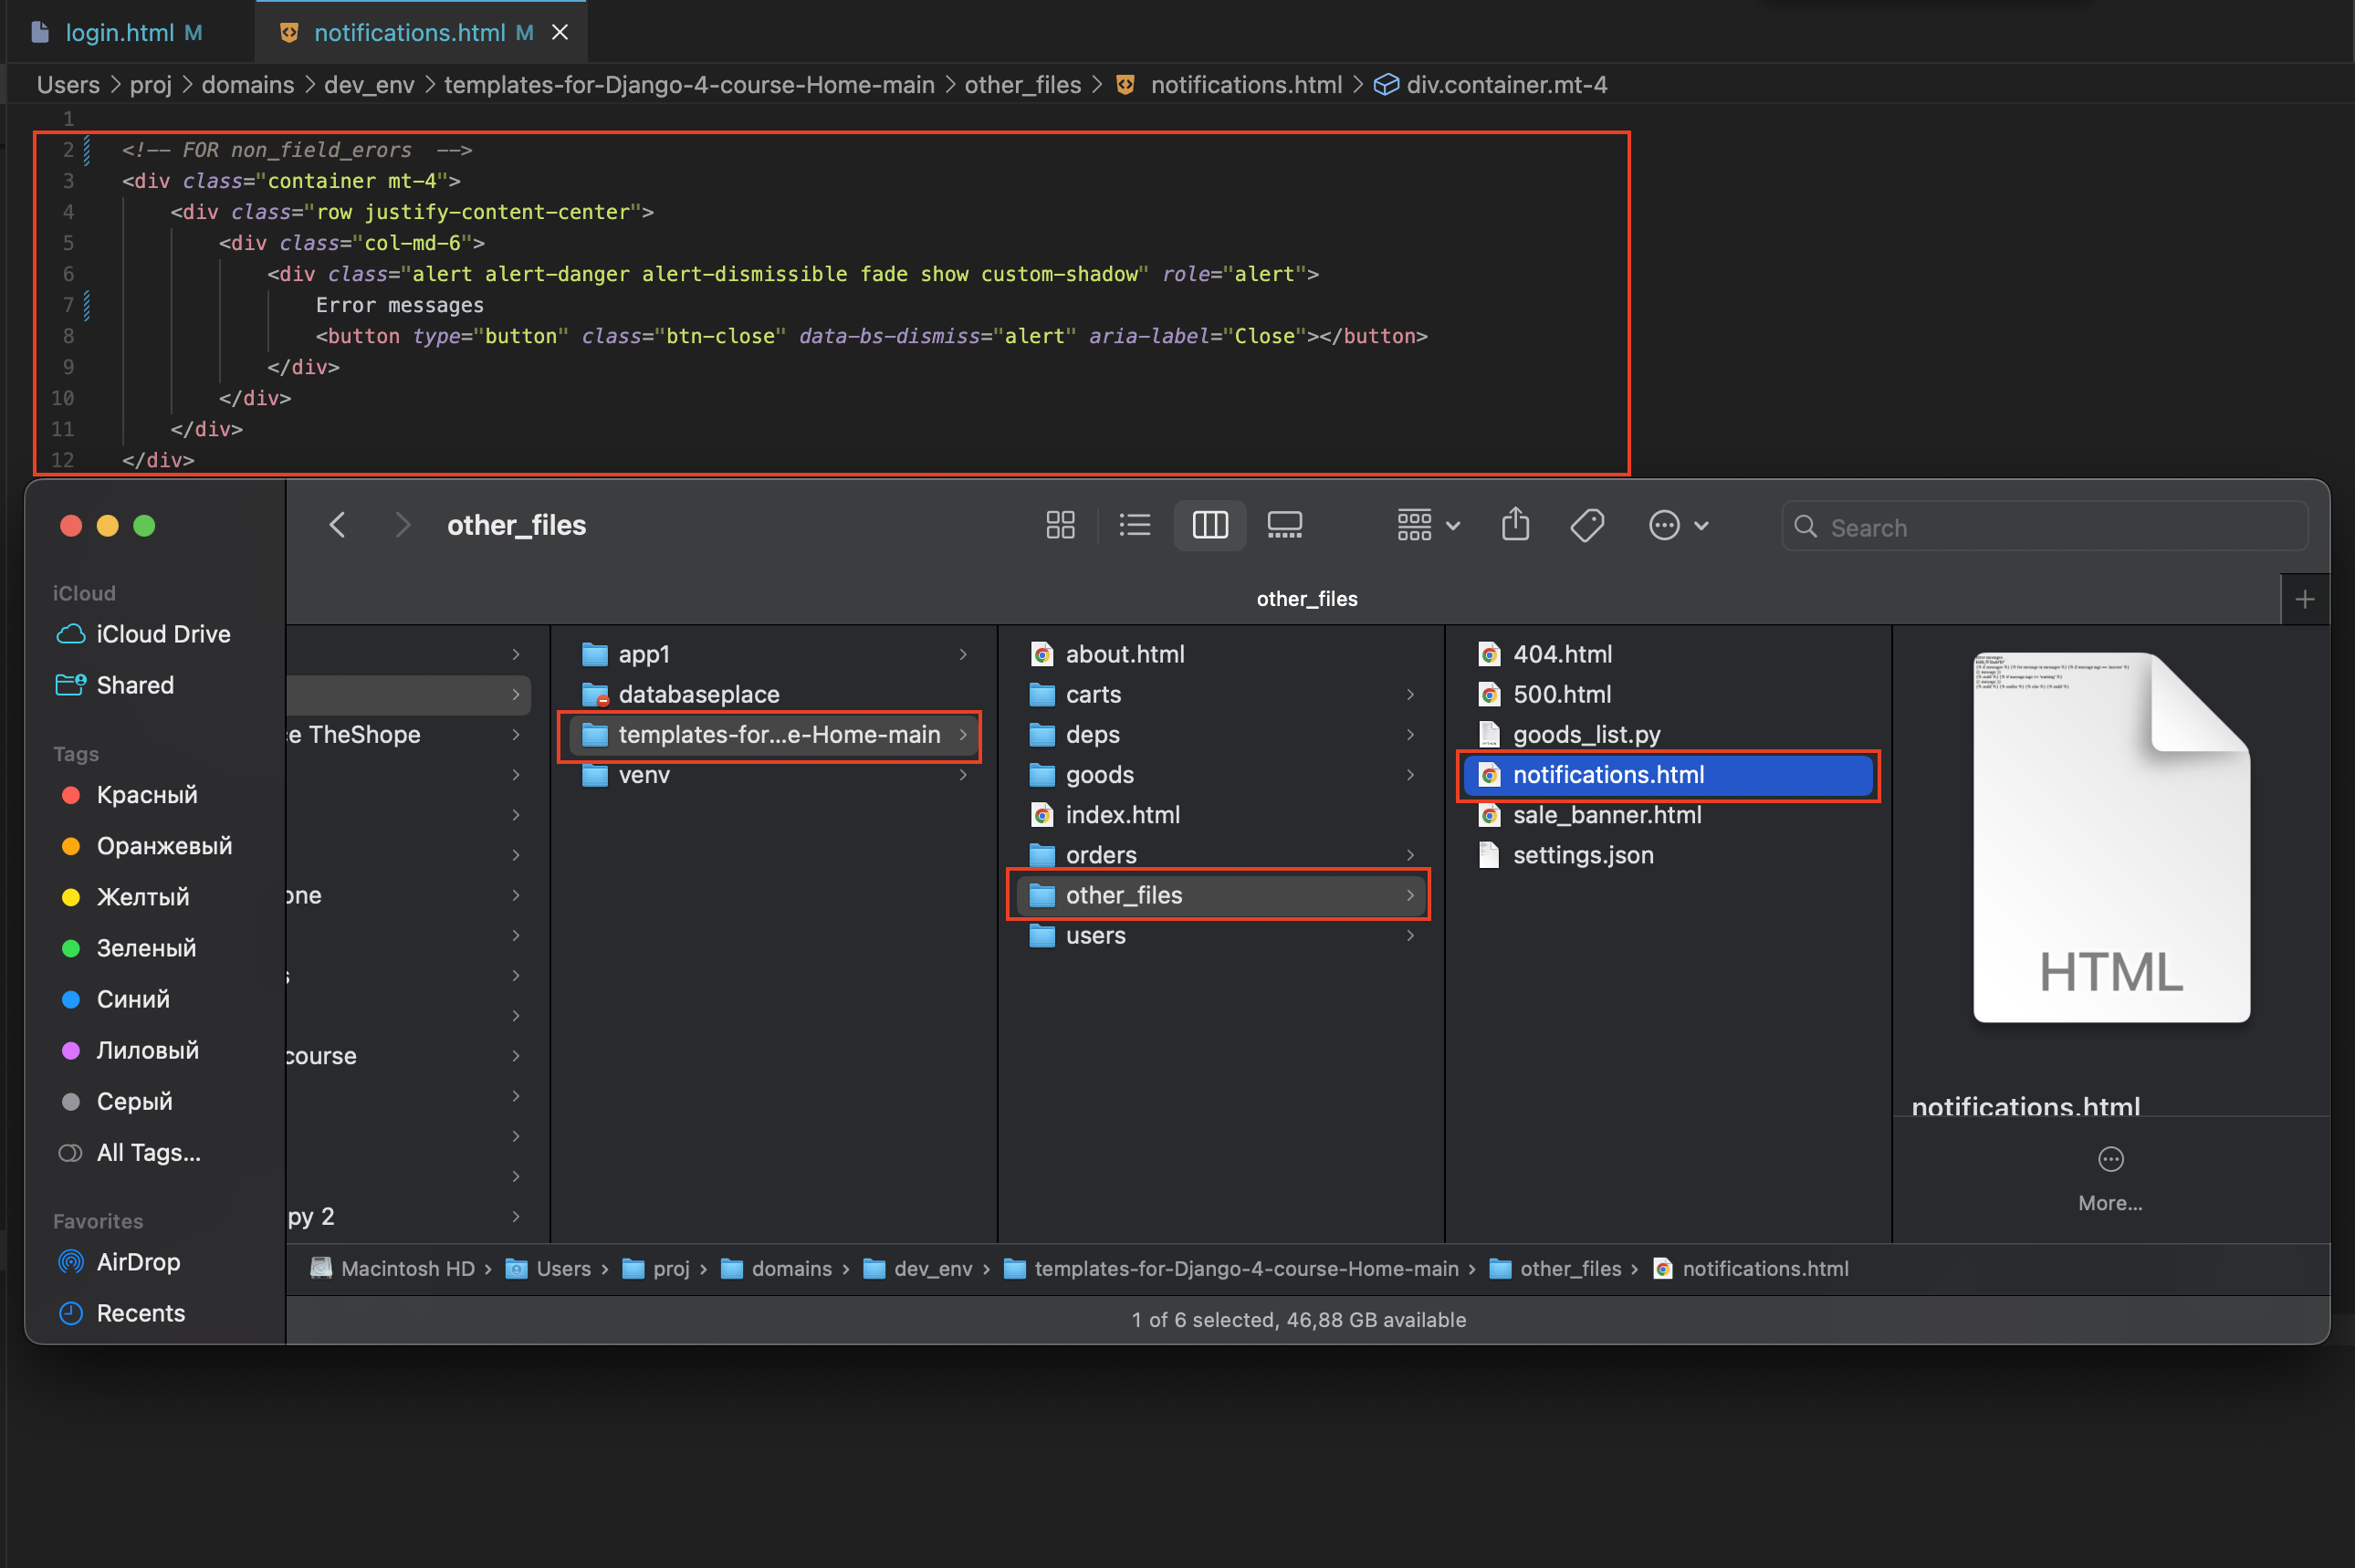 login.html M
notifications.html M
Users > proj > domains > dev_env > templates-for-Django-4-course-Home-main > other_files > notifications.html > div.container.mt-4
1
2 <!-- FOR non_field_erors  -->
3 <div class="container mt-4">
4 <div class="row justify-content-center">
5 <div class="col-md-6">
6 <div class="alert alert-danger alert-dismissible fade show custom-shadow" role="alert">
7 Error messages
8 <button type="button" class="btn-close" data-bs-dismiss="alert" aria-label="Close"></button>
9 </div>
10 </div>
11 </div>
12 </div>
other_files
Search
other_files
iCloud
iCloud Drive
Shared
Tags
Красный
Оранжевый
Желтый
Зеленый
Синий
Лиловый
Серый
All Tags...
Favorites
AirDrop
Recents
e TheShope
one
s
course
py 2
app1
databaseplace
templates-for...e-Home-main
venv
about.html
carts
deps
goods
index.html
orders
other_files
users
404.html
500.html
goods_list.py
notifications.html
sale_banner.html
settings.json
HTML
notifications.html
More...
Macintosh HD > Users > proj > domains > dev_env > templates-for-Django-4-course-Home-main > other_files > notifications.html
1 of 6 selected, 46,88 GB available